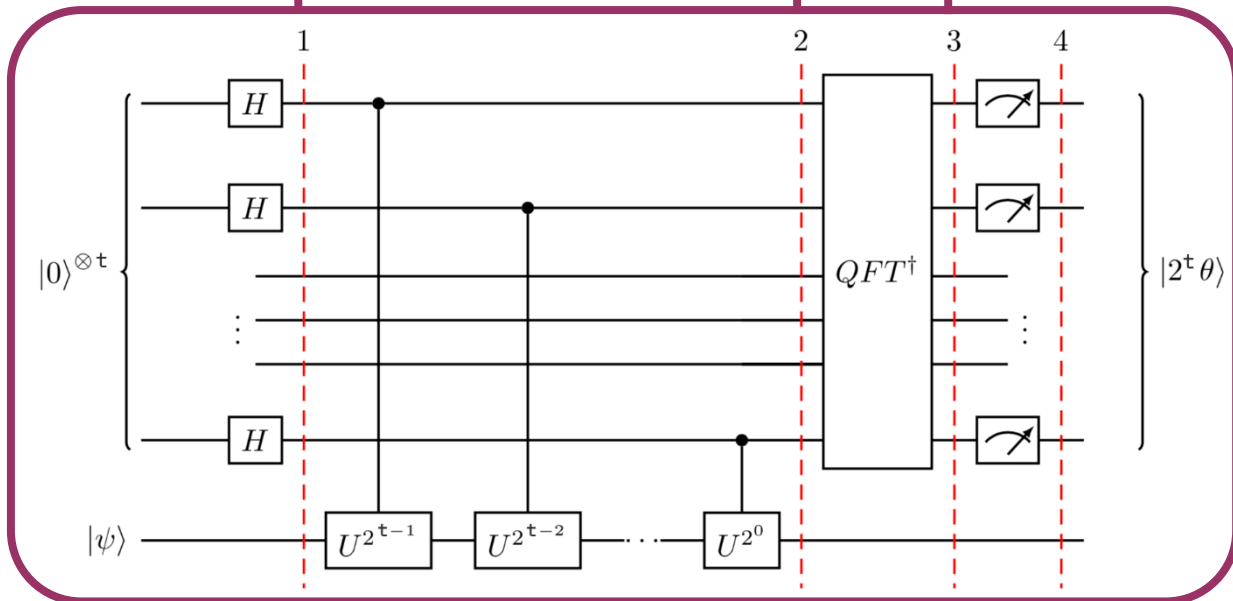 1 2 3 4
H
H
|0⟩^{⊗t} QFT^† |2^t θ⟩
⋮ ⋮
H
|ψ⟩ U^{2^{t−1}} U^{2^{t−2}} ⋯ U^{2^0}